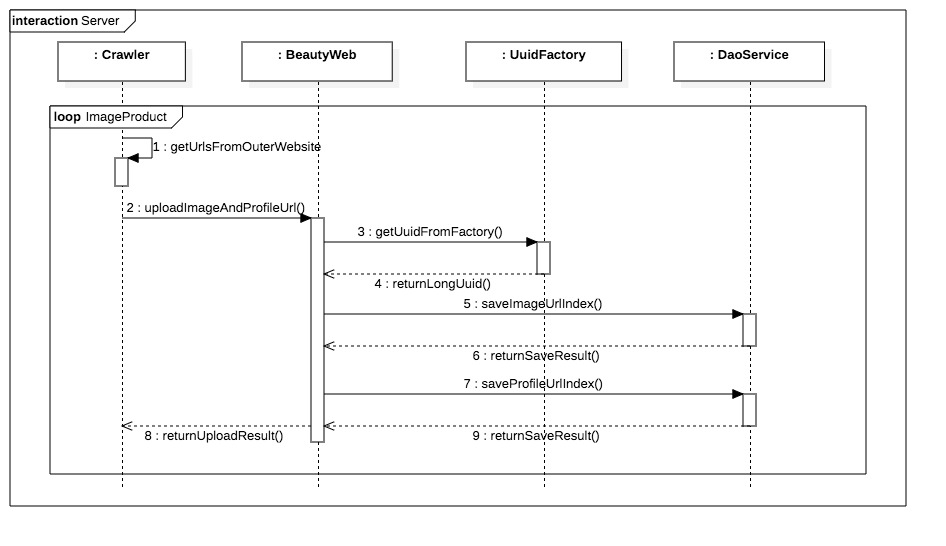 interaction Server
: Crawler
: BeautyWeb
: UuidFactory
: DaoService
loop ImageProduct
1 : getUrlsFromOuterWebsite
2 : uploadImageAndProfileUrl()
3 : getUuidFromFactory()
4 : returnLongUuid()
5 : saveImageUrlIndex()
6 : returnSaveResult()
7 : saveProfileUrlIndex()
8 : returnUploadResult()
9 : returnSaveResult()